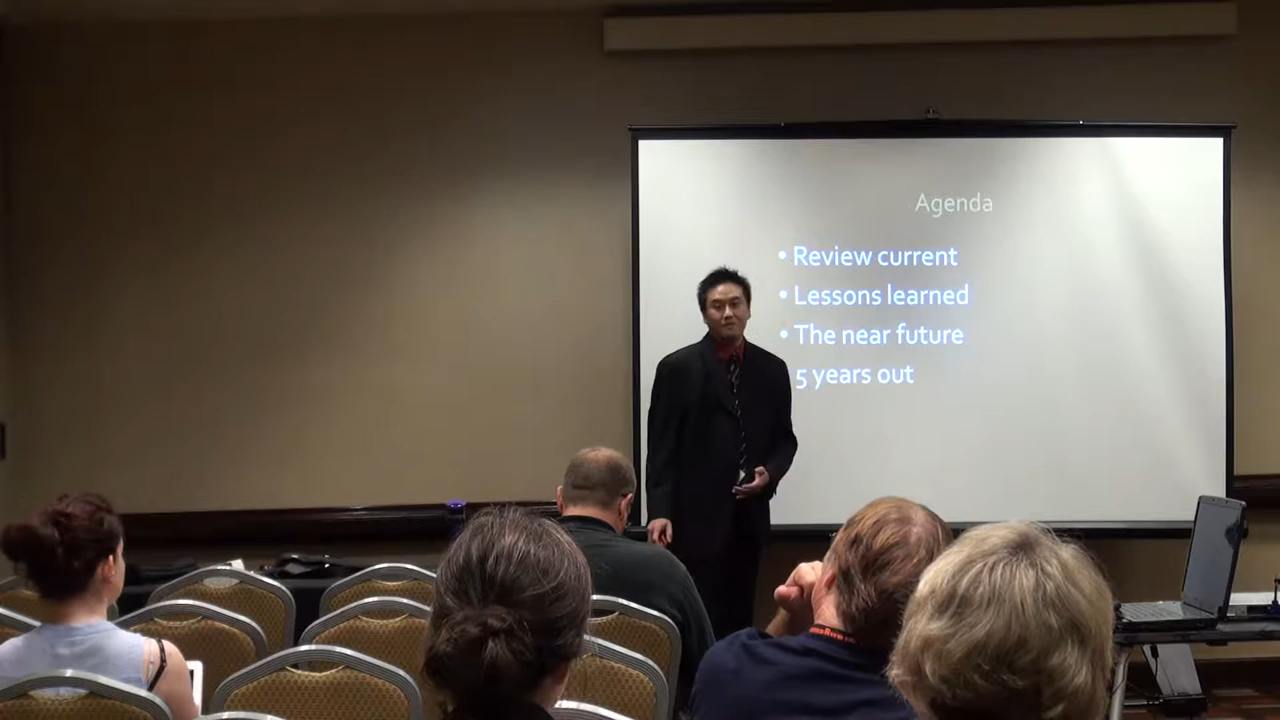 Agenda
• Review current
• Lessons learned
• The near future
5 years out